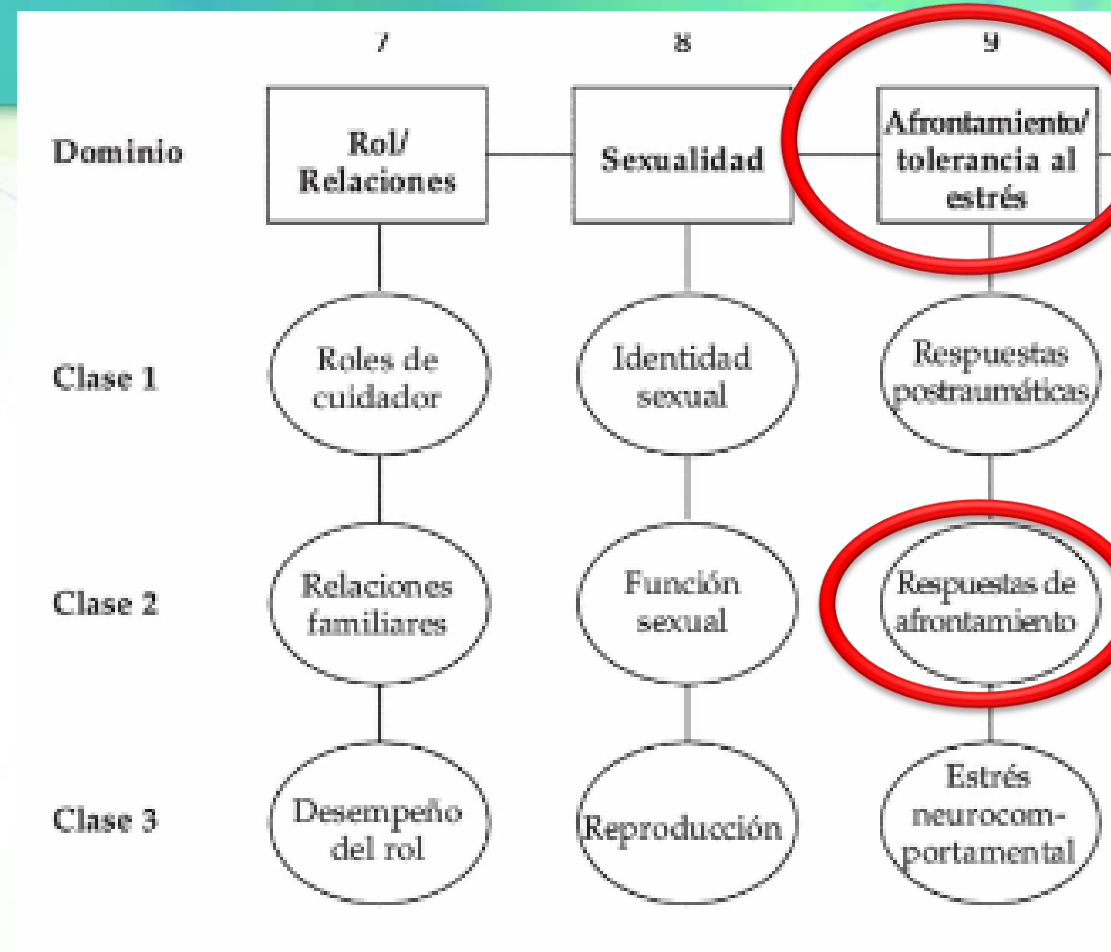 7 8 9
Dominio
Rol/
Relaciones
Sexualidad
Afrontamiento/
tolerancia al
estrés
Clase 1
Roles de
cuidador
Identidad
sexual
Respuestas
postraumáticas
Clase 2
Relaciones
familiares
Función
sexual
Respuestas de
afrontamiento
Clase 3
Desempeño
del rol
Reproducción
Estrés
neurocom-
portamental